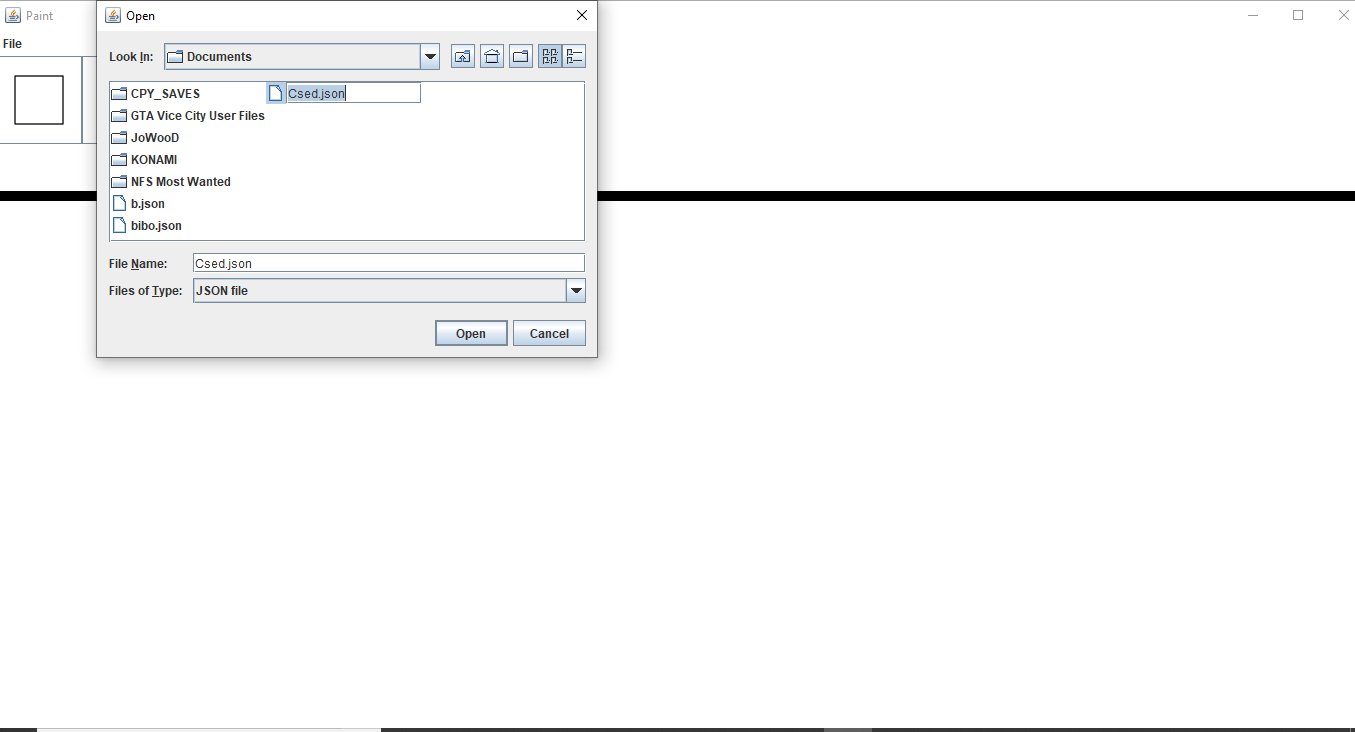 Paint
Open
File
Look In: Documents
CPY_SAVES
GTA Vice City User Files
JoWooD
KONAMI
NFS Most Wanted
b.json
bibo.json
Csed.json
File Name: Csed.json
Files of Type: JSON file
Open Cancel